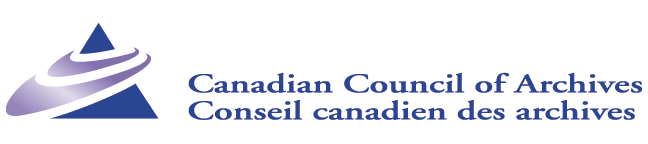 Canadian Council of Archives
Conseil canadien des archives